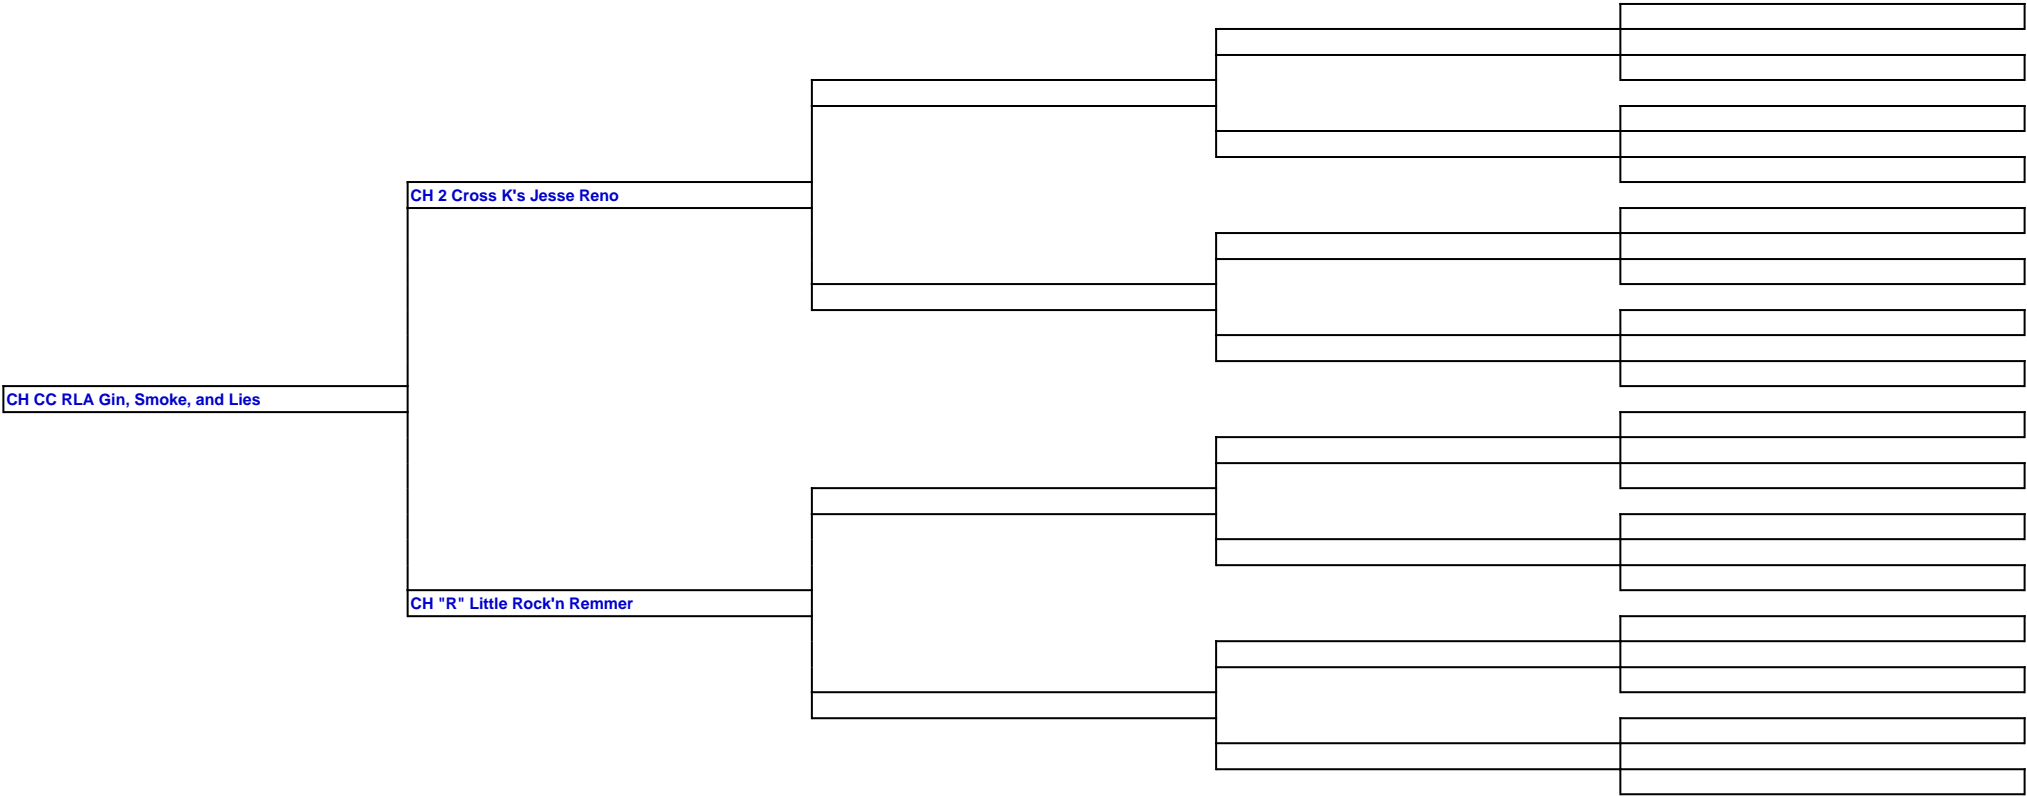 CH 2 Cross K's Jesse Reno
CH CC RLA Gin, Smoke, and Lies
CH "R" Little Rock'n Remmer